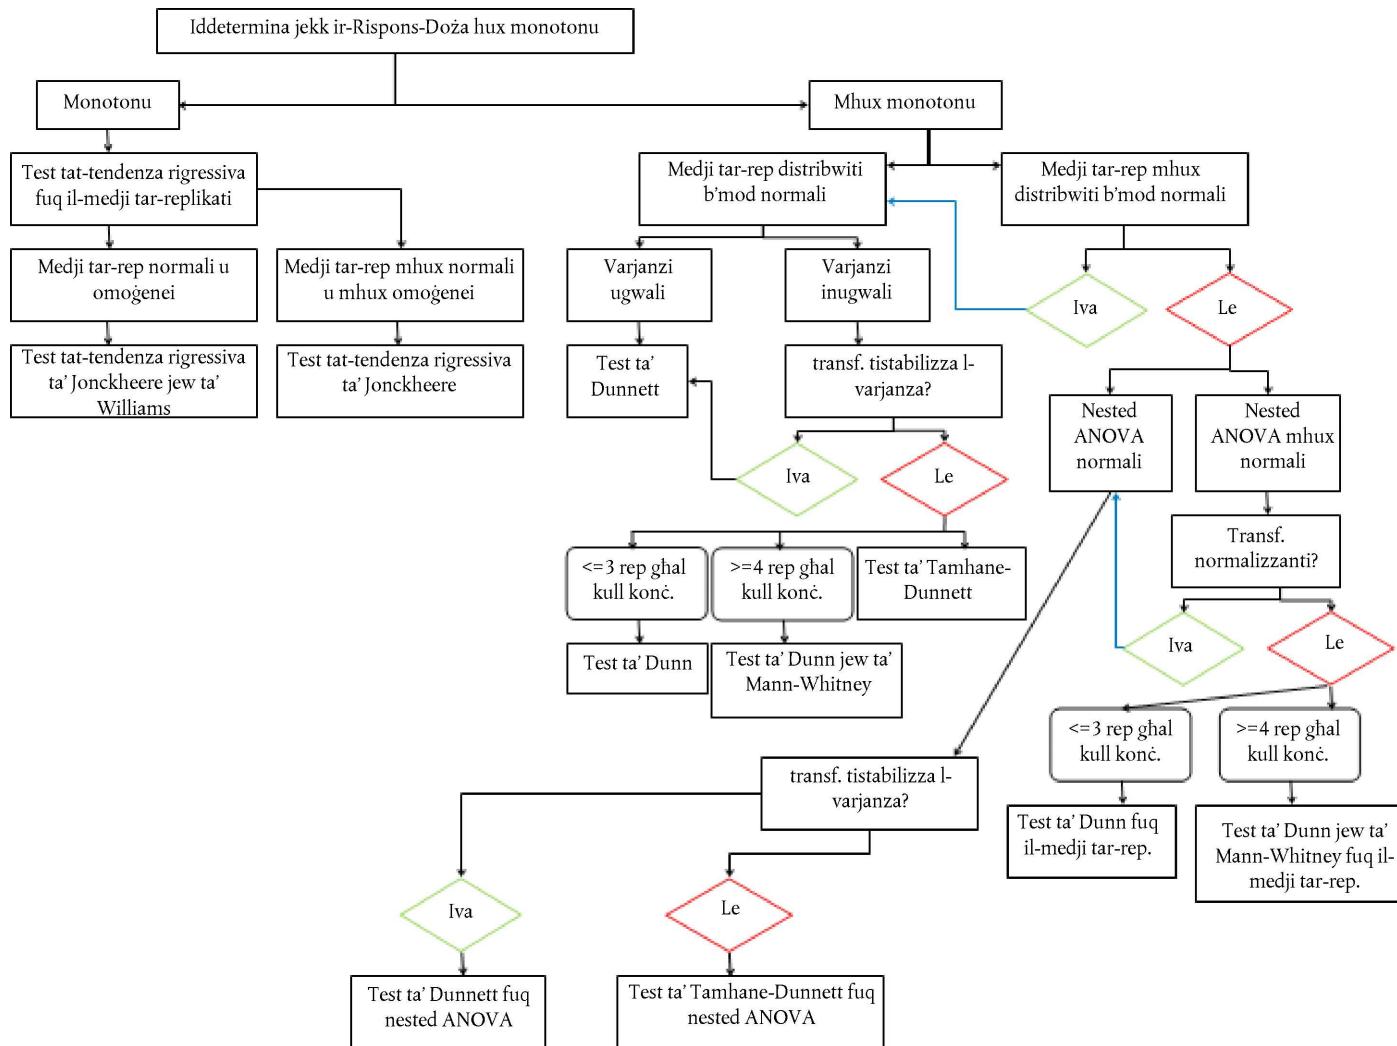 Iddetermina jekk ir-Rispons-Doża hux monotonu
Monotonu
Mhux monotonu
Test tat-tendenza rigressiva
fuq il-medji tar-replikati
Medji tar-rep distribwiti
b’mod normali
Medji tar-rep mhux
distribwiti b’mod normali
Medji tar-rep normali u
omoġenei
Medji tar-rep mhux normali
u mhux omoġenei
Varjanzi
ugwali
Varjanzi
inugwali
Iva
Le
Test tat-tendenza rigressiva
ta’ Jonckheere jew ta’
Williams
Test tat-tendenza rigressiva
ta’ Jonckheere
Test ta’
Dunnett
transf. tistabilizza l-
varjanza?
Nested
ANOVA
normali
Nested
ANOVA mhux
normali
Iva
Le
Transf.
normalizzanti?
<=3 rep għal
kull konċ.
>=4 rep għal
kull konċ.
Test ta’ Tamhane-
Dunnett
Iva
Le
Test ta’ Dunn
Test ta’ Dunn jew ta’
Mann-Whitney
<=3 rep għal
kull konċ.
>=4 rep għal
kull konċ.
transf. tistabilizza l-
varjanza?
Test ta’ Dunn fuq
il-medji tar-rep.
Test ta’ Dunn jew ta’
Mann-Whitney fuq il-
medji tar-rep.
Iva
Le
Test ta’ Dunnett fuq
nested ANOVA
Test ta’ Tamhane-Dunnett fuq
nested ANOVA